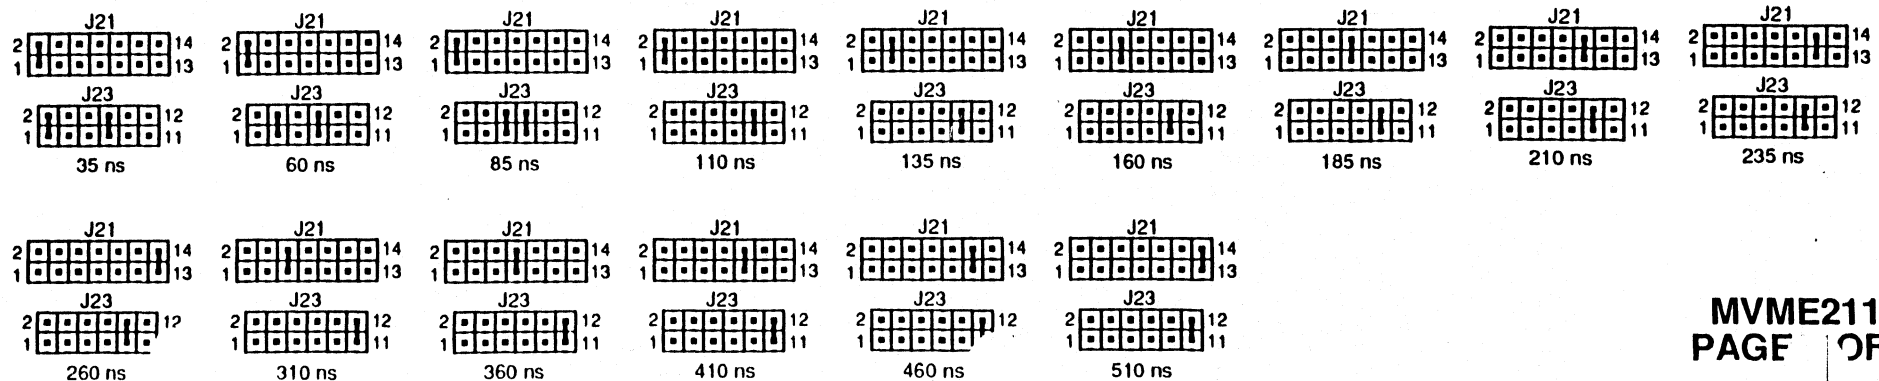 J21 J21 J21 J21 J21 J21 J21 J21 J21
2 14 2 14 2 14 2 14 2 14 2 14 2 14 2 14 2 14
1 13 1 13 1 13 1 13 1 13 1 13 1 13 1 13 1 13
J23 J23 J23 J23 J23 J23 J23 J23 J23
2 12 2 12 2 12 2 12 2 12 2 12 2 12 2 12 2 12
1 11 1 11 1 11 1 11 1 11 1 11 1 11 1 11 1 11
35 ns 60 ns 85 ns 110 ns 135 ns 160 ns 185 ns 210 ns 235 ns
J21 J21 J21 J21 J21 J21
2 14 2 14 2 14 2 14 2 14 2 14
1 13 1 13 1 13 1 13 1 13 1 13
J23 J23 J23 J23 J23 J23
2 12 2 12 2 12 2 12 2 12 2 12
1 1 11 1 11 1 11 1 1 11
260 ns 310 ns 360 ns 410 ns 460 ns 510 ns
MVME211
PAGE OF